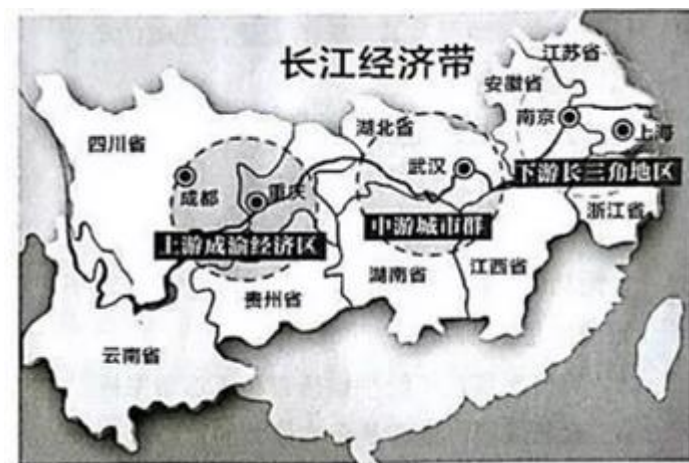 长江经济带
江苏省
安徽省
南京
上海
四川省
湖北省
武汉
成都
重庆
下游长三角地区
浙江省
上游成渝经济区
中游城市群
贵州省
湖南省
江西省
云南省